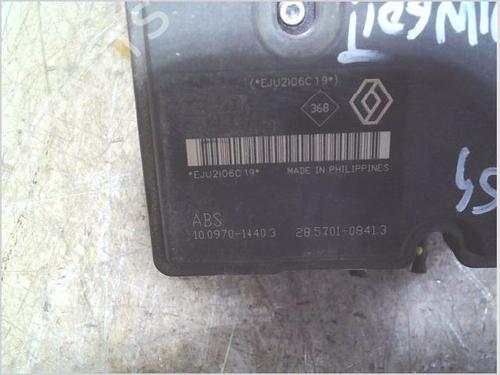 (*EJU2I06C19*)
368
*EJU2I06C19* MADE IN PHILIPPINES
ABS
10.0970-1440.3 28.5701-0841.3